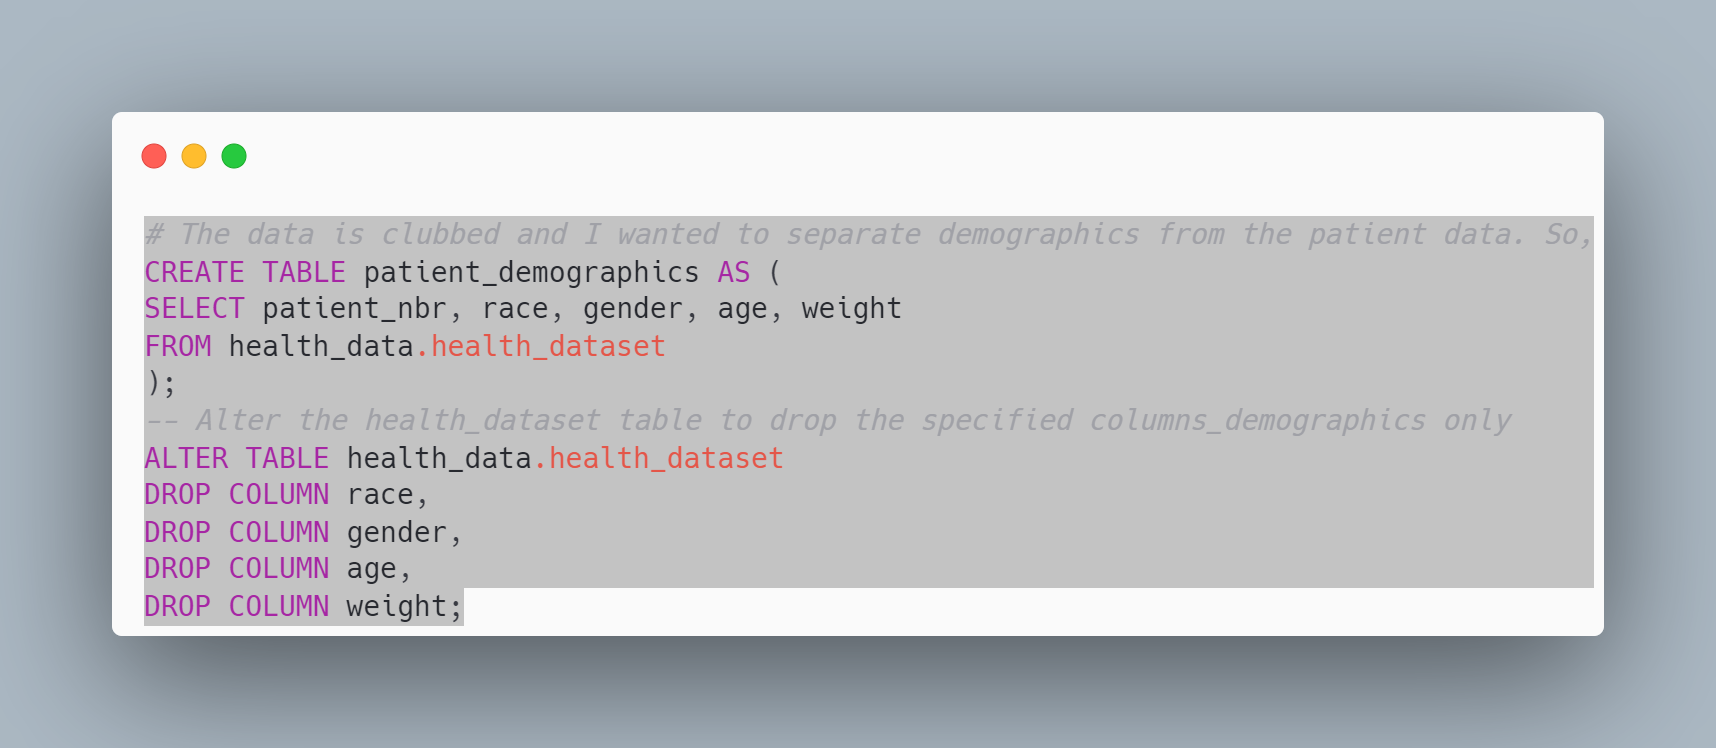 # The data is clubbed and I wanted to separate demographics from the patient data. So,
CREATE TABLE patient_demographics AS (
SELECT patient_nbr, race, gender, age, weight
FROM health_data.health_dataset
);
-- Alter the health_dataset table to drop the specified columns_demographics only
ALTER TABLE health_data.health_dataset
DROP COLUMN race,
DROP COLUMN gender,
DROP COLUMN age,
DROP COLUMN weight;